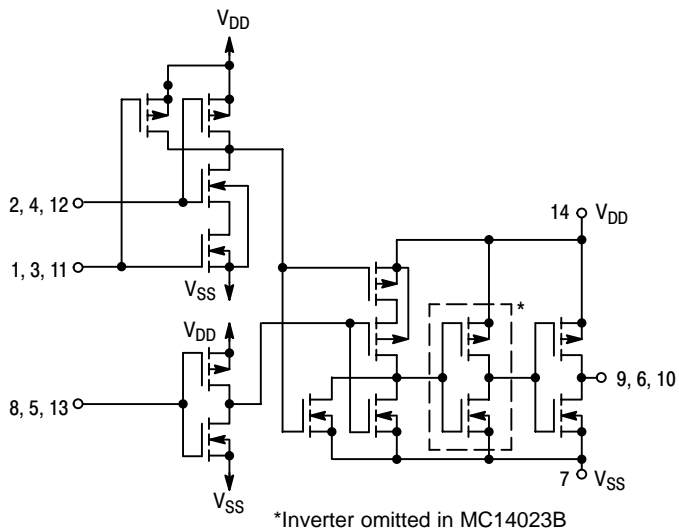 VDD
2, 4, 12
14 VDD
1, 3, 11
VSS
VDD
*
8, 5, 13
9, 6, 10
7 VSS
VSS
*Inverter omitted in MC14023B